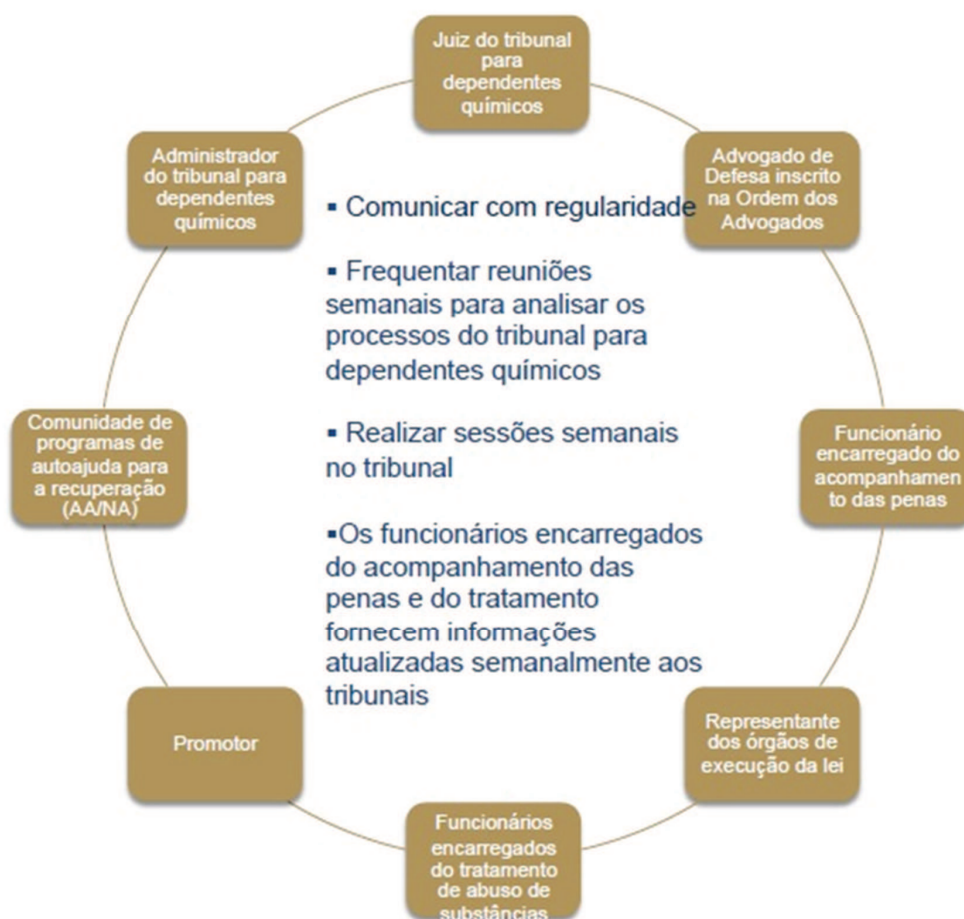 Juiz do tribunal
para
dependentes
químicos
Administrador
do tribunal para
dependentes
químicos
Advogado de
Defesa inscrito
na Ordem dos
Advogados
▪ Comunicar com regularidade
▪ Frequentar reuniões
semanais para analisar os
processos do tribunal para
dependentes químicos
▪ Realizar sessões semanais
no tribunal
▪Os funcionários encarregados
do acompanhamento das
penas e do tratamento
fornecem informações
atualizadas semanalmente aos
tribunais
Comunidade de
programas de
autoajuda para
a recuperação
(AA/NA)
Funcionário
encarregado do
acompanhamen
to das penas
Promotor
Representante
dos órgãos de
execução da lei
Funcionários
encarregados
do tratamento
de abuso de
substâncias